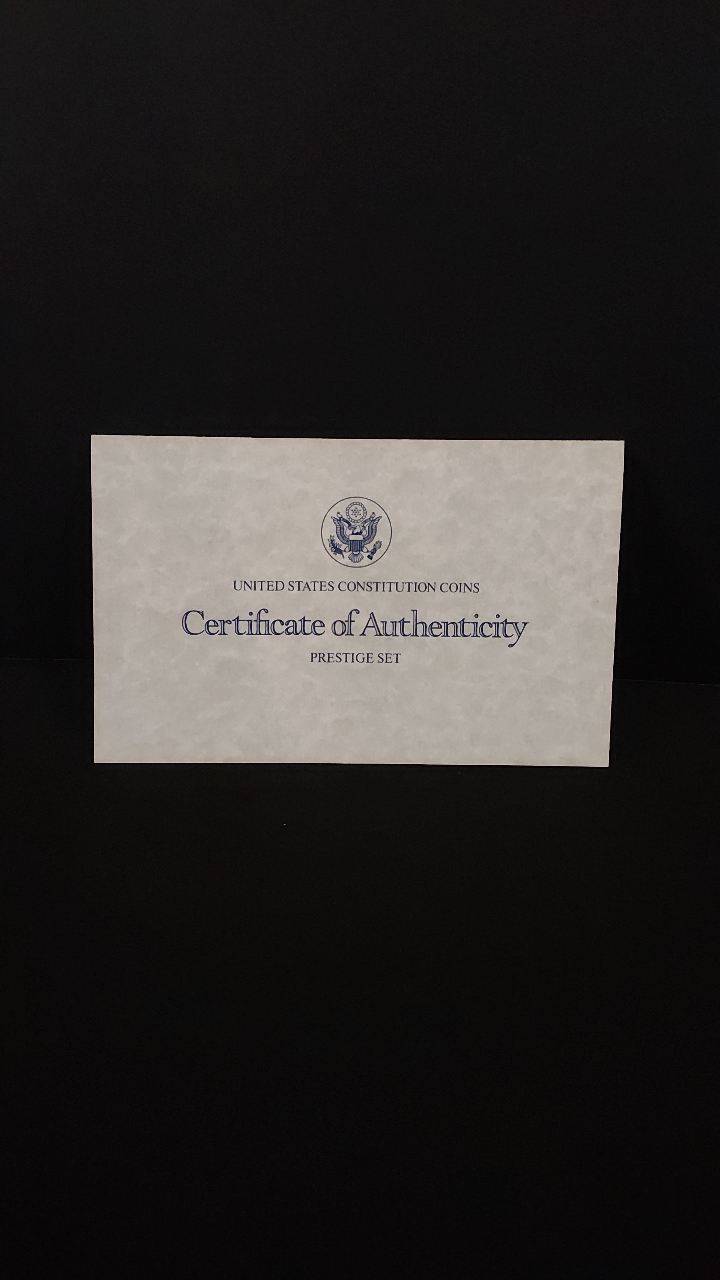 UNITED STATES CONSTITUTION COINS
Certificate of Authenticity
PRESTIGE SET